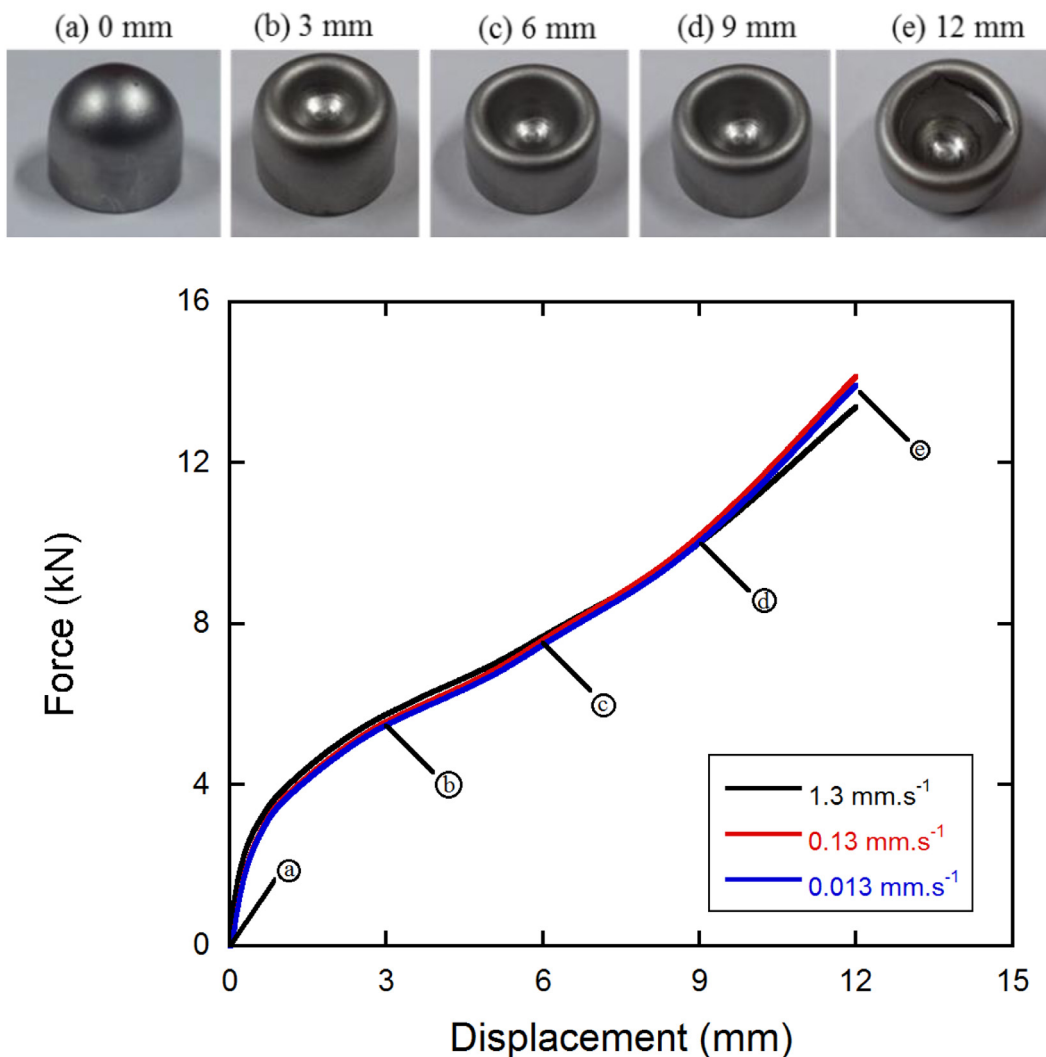 (a) 0 mm
(b) 3 mm
(c) 6 mm
(d) 9 mm
(e) 12 mm
16
12
8
4
0
Force (kN)
ⓔ
ⓓ
ⓒ
ⓑ
ⓐ
1.3 mm.s⁻¹
0.13 mm.s⁻¹
0.013 mm.s⁻¹
0 3 6 9 12 15
Displacement (mm)